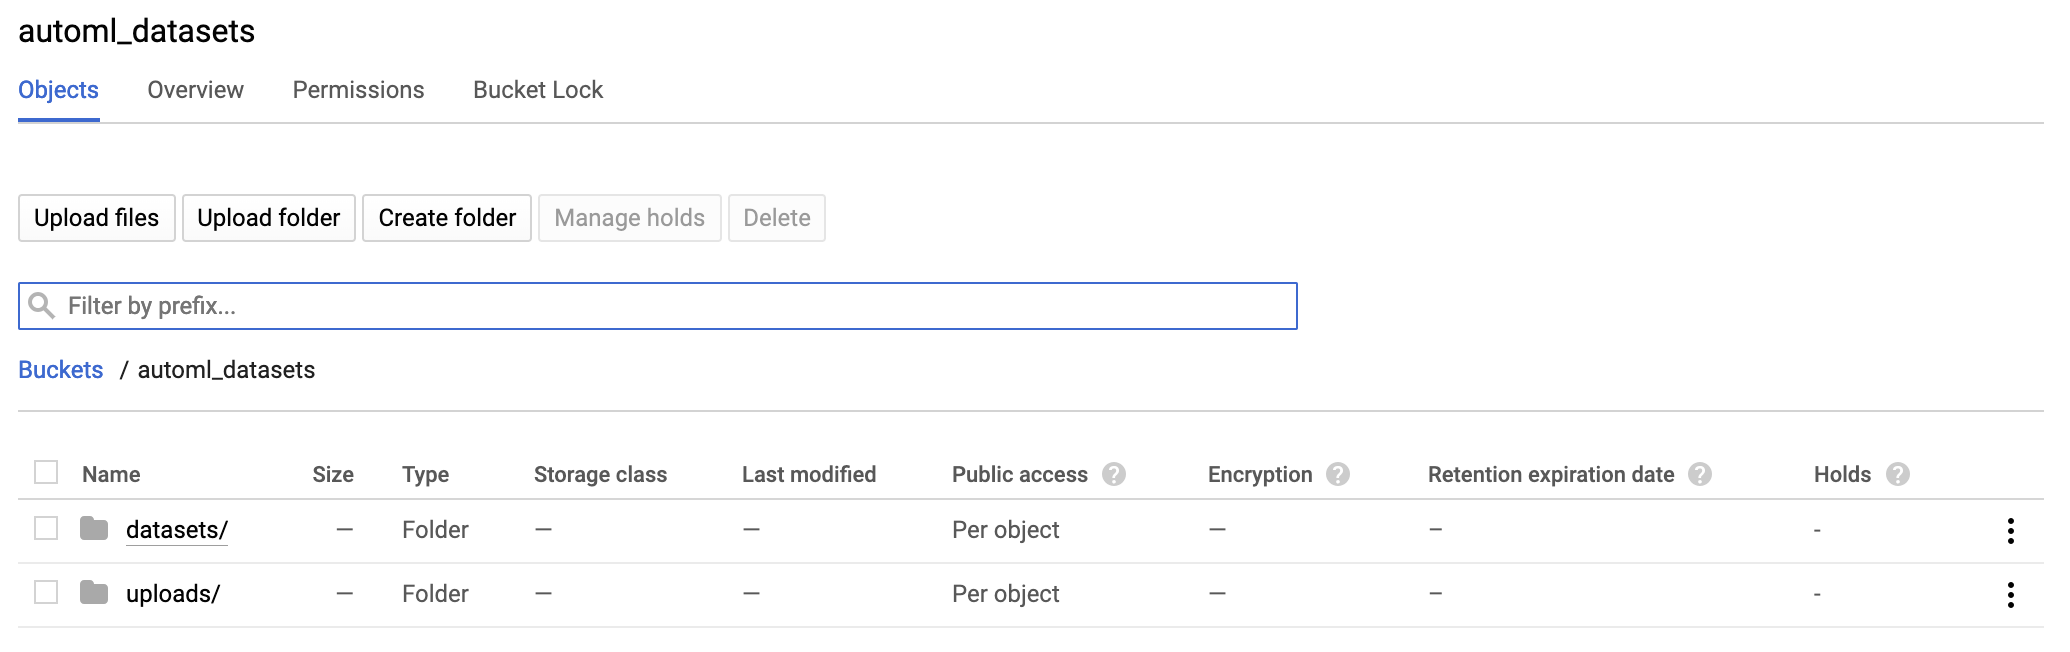 automl_datasets
Objects Overview Permissions Bucket Lock
Upload files Upload folder Create folder Manage holds Delete
Filter by prefix...
Buckets / automl_datasets
Name Size Type Storage class Last modified Public access ? Encryption ? Retention expiration date ? Holds ?
datasets/ — Folder — — Per object — – -
uploads/ — Folder — — Per object — – -